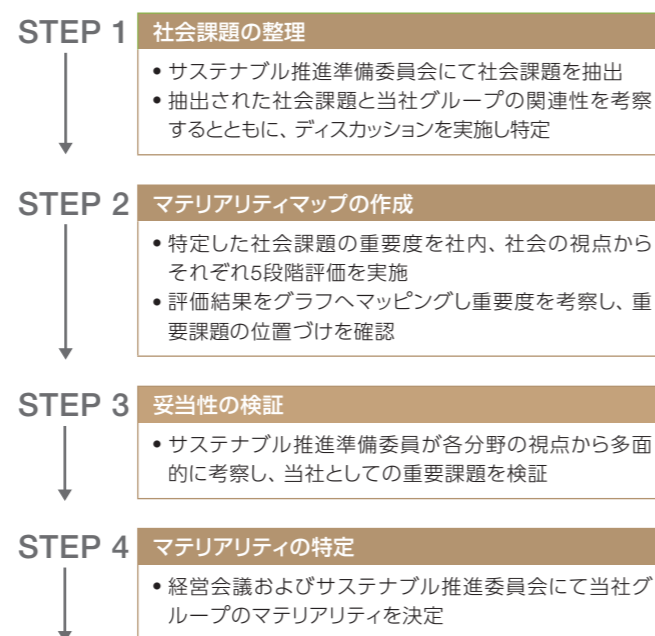 STEP 1
社会課題の整理
• サステナブル推進準備委員会にて社会課題を抽出
• 抽出された社会課題と当社グループの関連性を考察
するとともに、ディスカッションを実施し特定
STEP 2
マテリアリティマップの作成
• 特定した社会課題の重要度を社内、社会の視点から
それぞれ5段階評価を実施
• 評価結果をグラフへマッピングし重要度を考察し、重
要課題の位置づけを確認
STEP 3
妥当性の検証
• サステナブル推進準備委員が各分野の視点から多面
的に考察し、当社としての重要課題を検証
STEP 4
マテリアリティの特定
• 経営会議およびサステナブル推進委員会にて当社グ
ループのマテリアリティを決定